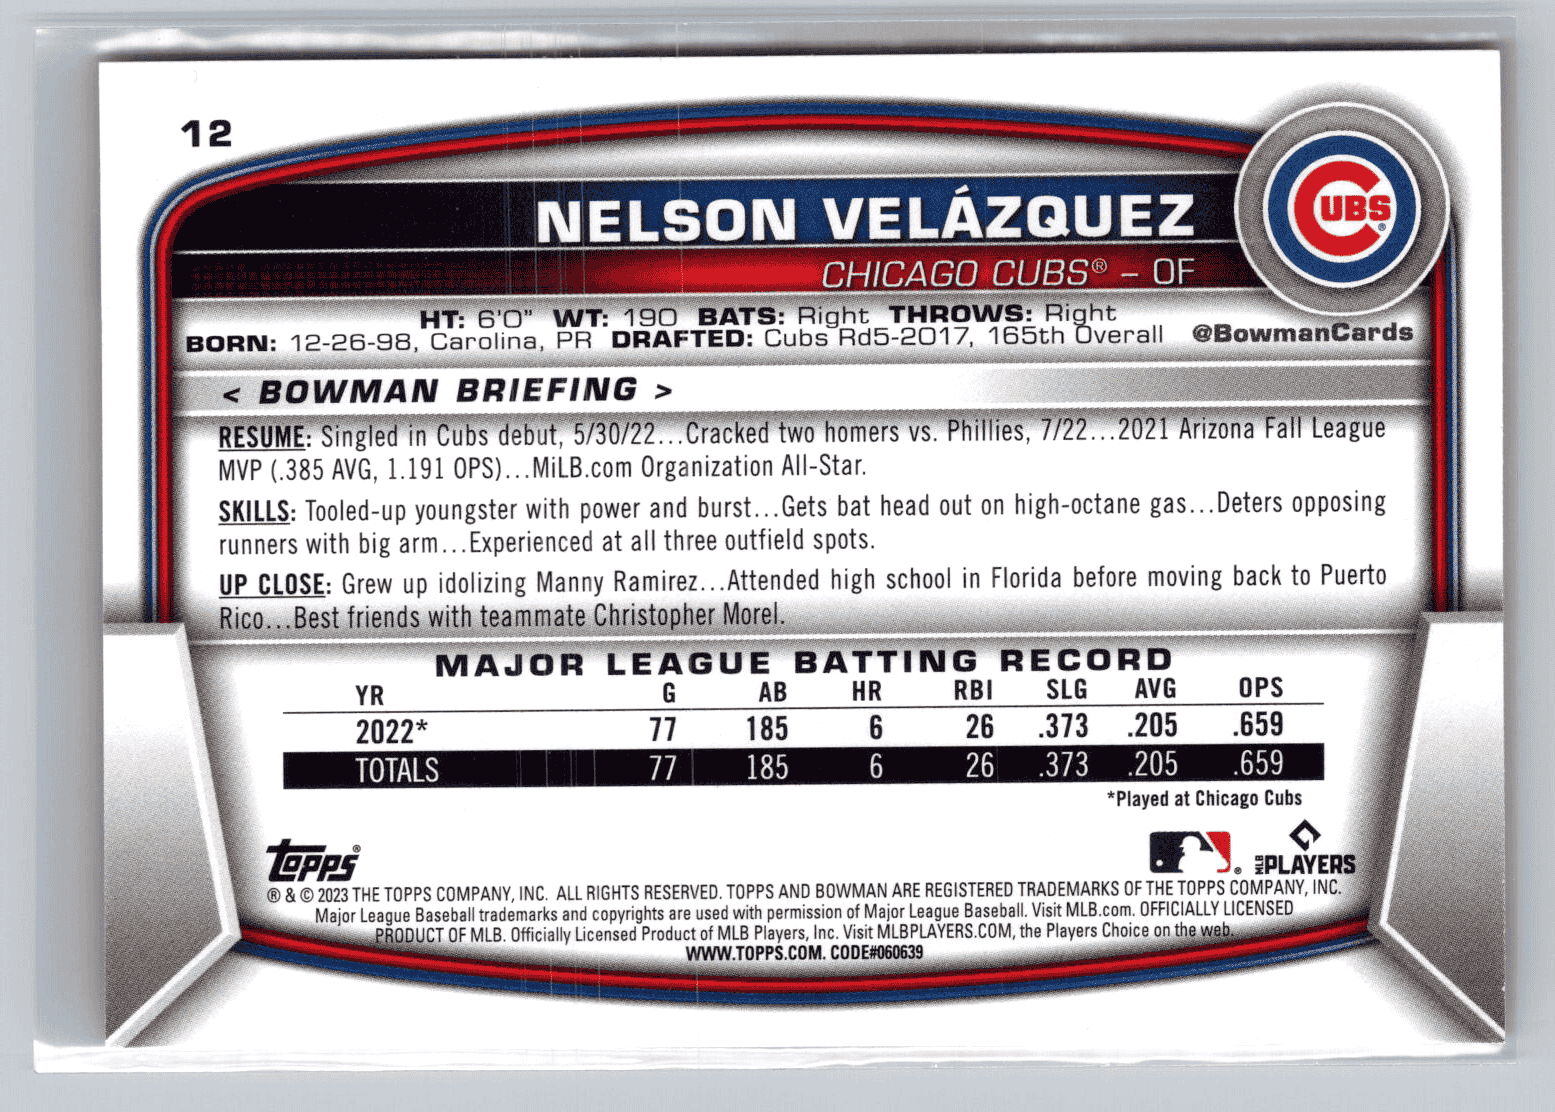 12
NELSON VELÁZQUEZ
CUBS®
CHICAGO CUBS® – OF
HT: 6'0" WT: 190 BATS: Right THROWS: Right
BORN: 12-26-98, Carolina, PR DRAFTED: Cubs Rd5-2017, 165th Overall @BowmanCards
< BOWMAN BRIEFING >
RESUME: Singled in Cubs debut, 5/30/22...Cracked two homers vs. Phillies, 7/22...2021 Arizona Fall League
MVP (.385 AVG, 1.191 OPS)...MiLB.com Organization All-Star.
SKILLS: Tooled-up youngster with power and burst...Gets bat head out on high-octane gas...Deters opposing
runners with big arm...Experienced at all three outfield spots.
UP CLOSE: Grew up idolizing Manny Ramirez...Attended high school in Florida before moving back to Puerto
Rico...Best friends with teammate Christopher Morel.
MAJOR LEAGUE BATTING RECORD
YR G AB HR RBI SLG AVG OPS
2022* 77 185 6 26 .373 .205 .659
TOTALS 77 185 6 26 .373 .205 .659
*Played at Chicago Cubs
Topps®
MLB PLAYERS
® & © 2023 THE TOPPS COMPANY, INC. ALL RIGHTS RESERVED. TOPPS AND BOWMAN ARE REGISTERED TRADEMARKS OF THE TOPPS COMPANY, INC.
Major League Baseball trademarks and copyrights are used with permission of Major League Baseball. Visit MLB.com. OFFICIALLY LICENSED
PRODUCT OF MLB. Officially Licensed Product of MLB Players, Inc. Visit MLBPLAYERS.COM, the Players Choice on the web.
WWW.TOPPS.COM. CODE#060639